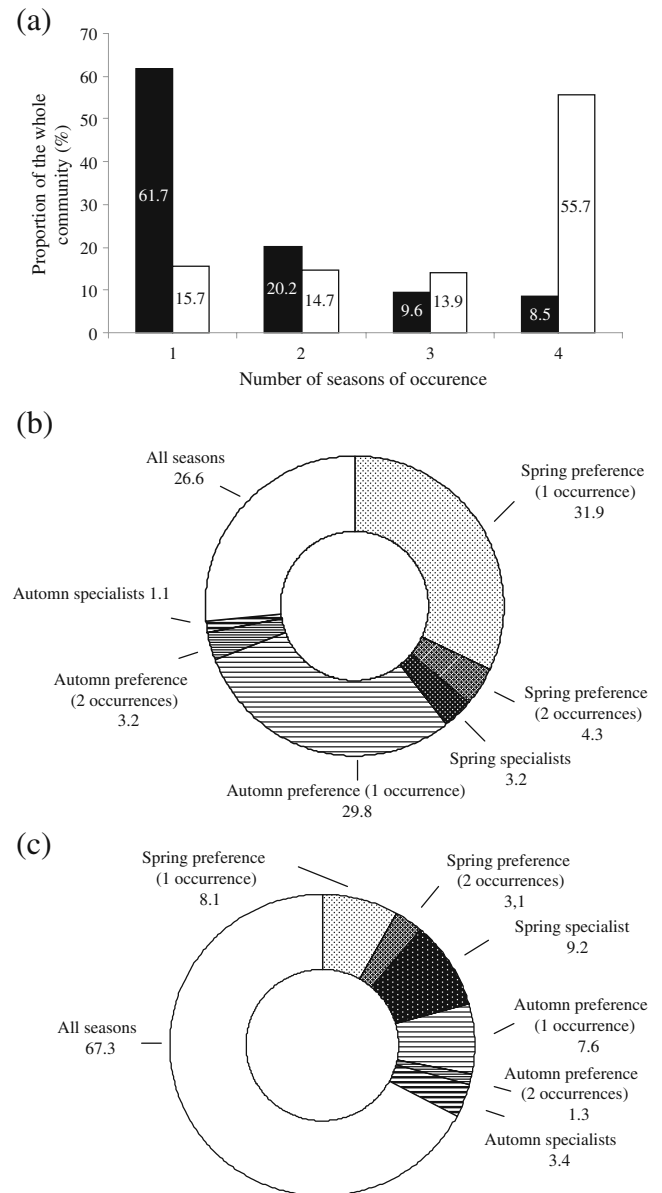 (a)
Proportion of the whole
community (%)
70
60
50
40
30
20
10
0
61.7
15.7
20.2
14.7
9.6
13.9
8.5
55.7
1
2
3
4
Number of seasons of occurence
(b)
All seasons
26.6
Spring preference
(1 occurrence)
31.9
Automn specialists 1.1
Automn preference
(2 occurrences)
3.2
Spring preference
(2 occurrences)
4.3
Spring specialists
3.2
Automn preference (1 occurrence)
29.8
(c)
Spring preference
(1 occurrence)
8.1
Spring preference
(2 occurrences)
3,1
Spring specialist
9.2
All seasons
67.3
Automn preference
(1 occurrence)
7.6
Automn preference
(2 occurrences)
1.3
Automn specialists
3.4